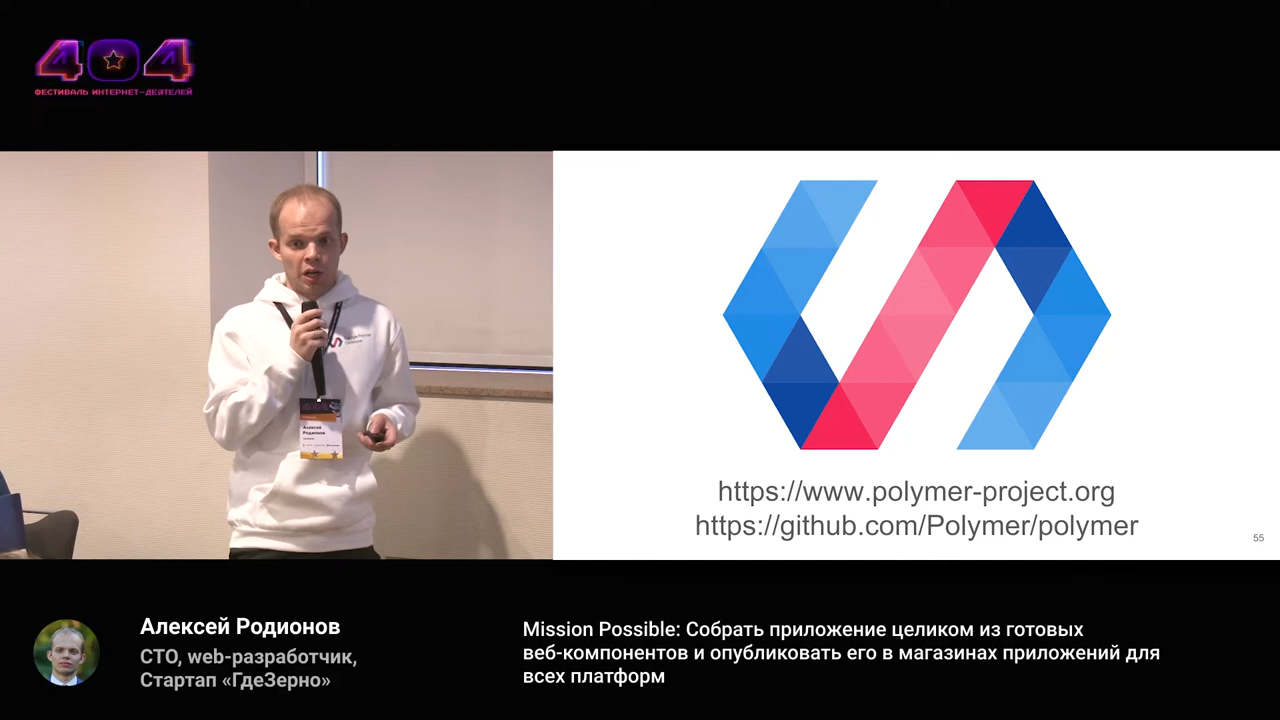 404
ФЕСТИВАЛЬ ИНТЕРНЕТ-ДЕЯТЕЛЕЙ
Алексей
Родионов
https://www.polymer-project.org
https://github.com/Polymer/polymer
55
Алексей Родионов
CTO, web-разработчик,
Стартап «ГдеЗерно»
Mission Possible: Собрать приложение целиком из готовых
веб-компонентов и опубликовать его в магазинах приложений для
всех платформ